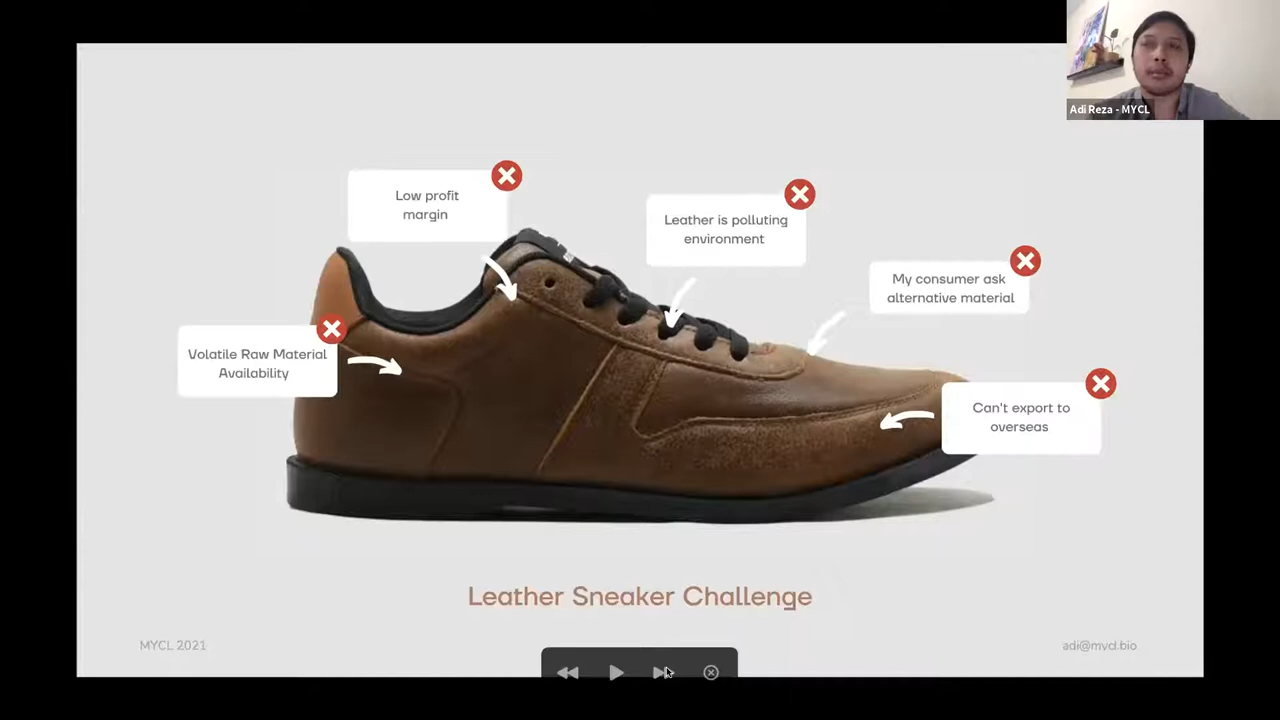 Adi Reza - MYCL
Low profit
margin
Leather is polluting
environment
My consumer ask
alternative material
Volatile Raw Material
Availability
Can't export to
overseas
Leather Sneaker Challenge
MYCL 2021
adi@mycl.bio